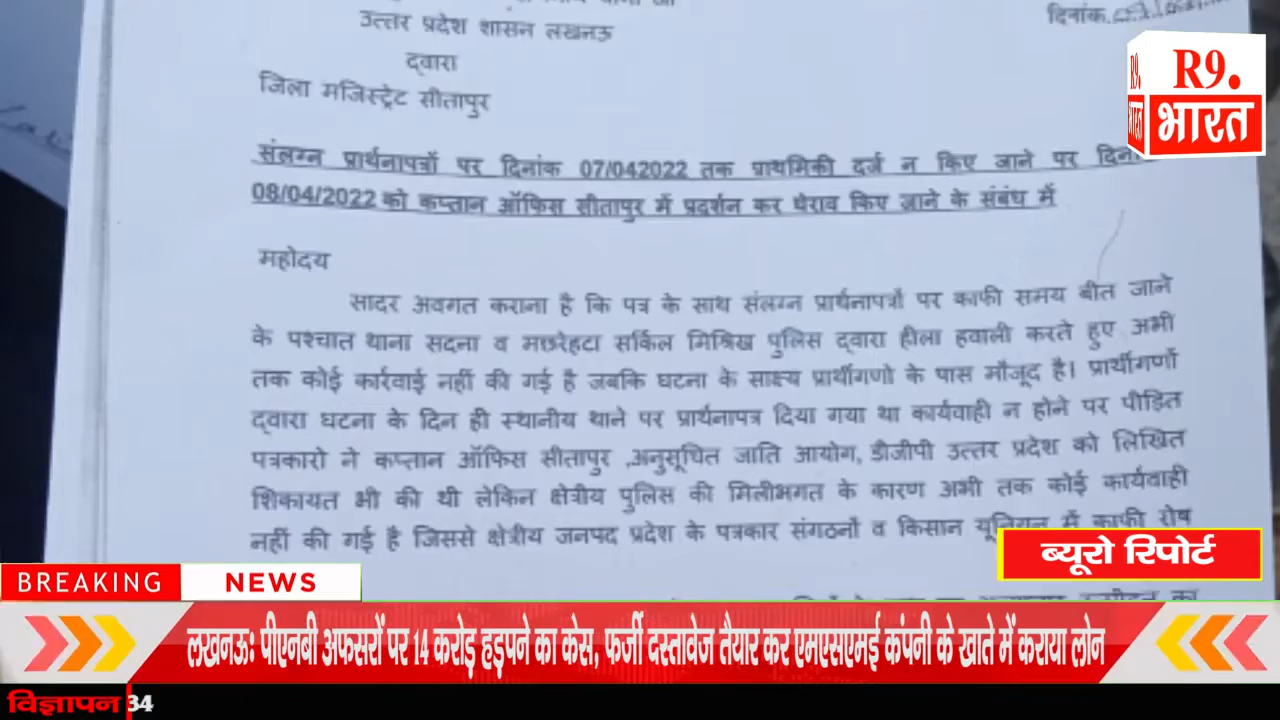 उत्तर प्रदेश शासन लखनऊ
दिनांक
द्वारा
जिला मजिस्ट्रेट सीतापुर
R9.
भारत
R9.
भारत
संलग्न प्रार्थनापत्रों पर दिनांक 07/042022 तक प्राथमिकी दर्ज न किए जाने पर
08/04/2022 को कप्तान ऑफिस सीतापुर में प्रदर्शन कर घेराव किए जाने के संबंध में
महोदय
सादर अवगत कराना है कि पत्र के साथ संलग्न प्रार्थनापत्रों पर काफी समय बीत जाने
के पश्चात थाना सदना व मछरेहटा सर्किल मिश्रिख पुलिस द्वारा हीला हवाली करते हुए अभी
तक कोई कार्रवाई नहीं की गई है जबकि घटना के साक्ष्य प्रार्थीगणो के पास मौजूद है। प्रार्थीगणों
द्वारा घटना के दिन ही स्थानीय थाने पर प्रार्थनापत्र दिया गया था कार्यवाही न होने पर पीड़ित
पत्रकारो ने कप्तान ऑफिस सीतापुर ,अनुसूचित जाति आयोग, डीजीपी उत्तर प्रदेश को लिखित
शिकायत भी की थी लेकिन क्षेत्रीय पुलिस की मिलीभगत के कारण अभी तक कोई कार्यवाही
नहीं की गई है जिससे क्षेत्रीय जनपद प्रदेश के पत्रकार संगठनों व किसान यूनियन में काफी रोष
ब्यूरो रिपोर्ट
BREAKING NEWS
लखनऊः पीएनबी अफसरों पर 14 करोड़ हड़पने का केस, फर्जी दस्तावेज तैयार कर एमएसएमई कंपनी के खाते में कराया लोन
विज्ञापन 34